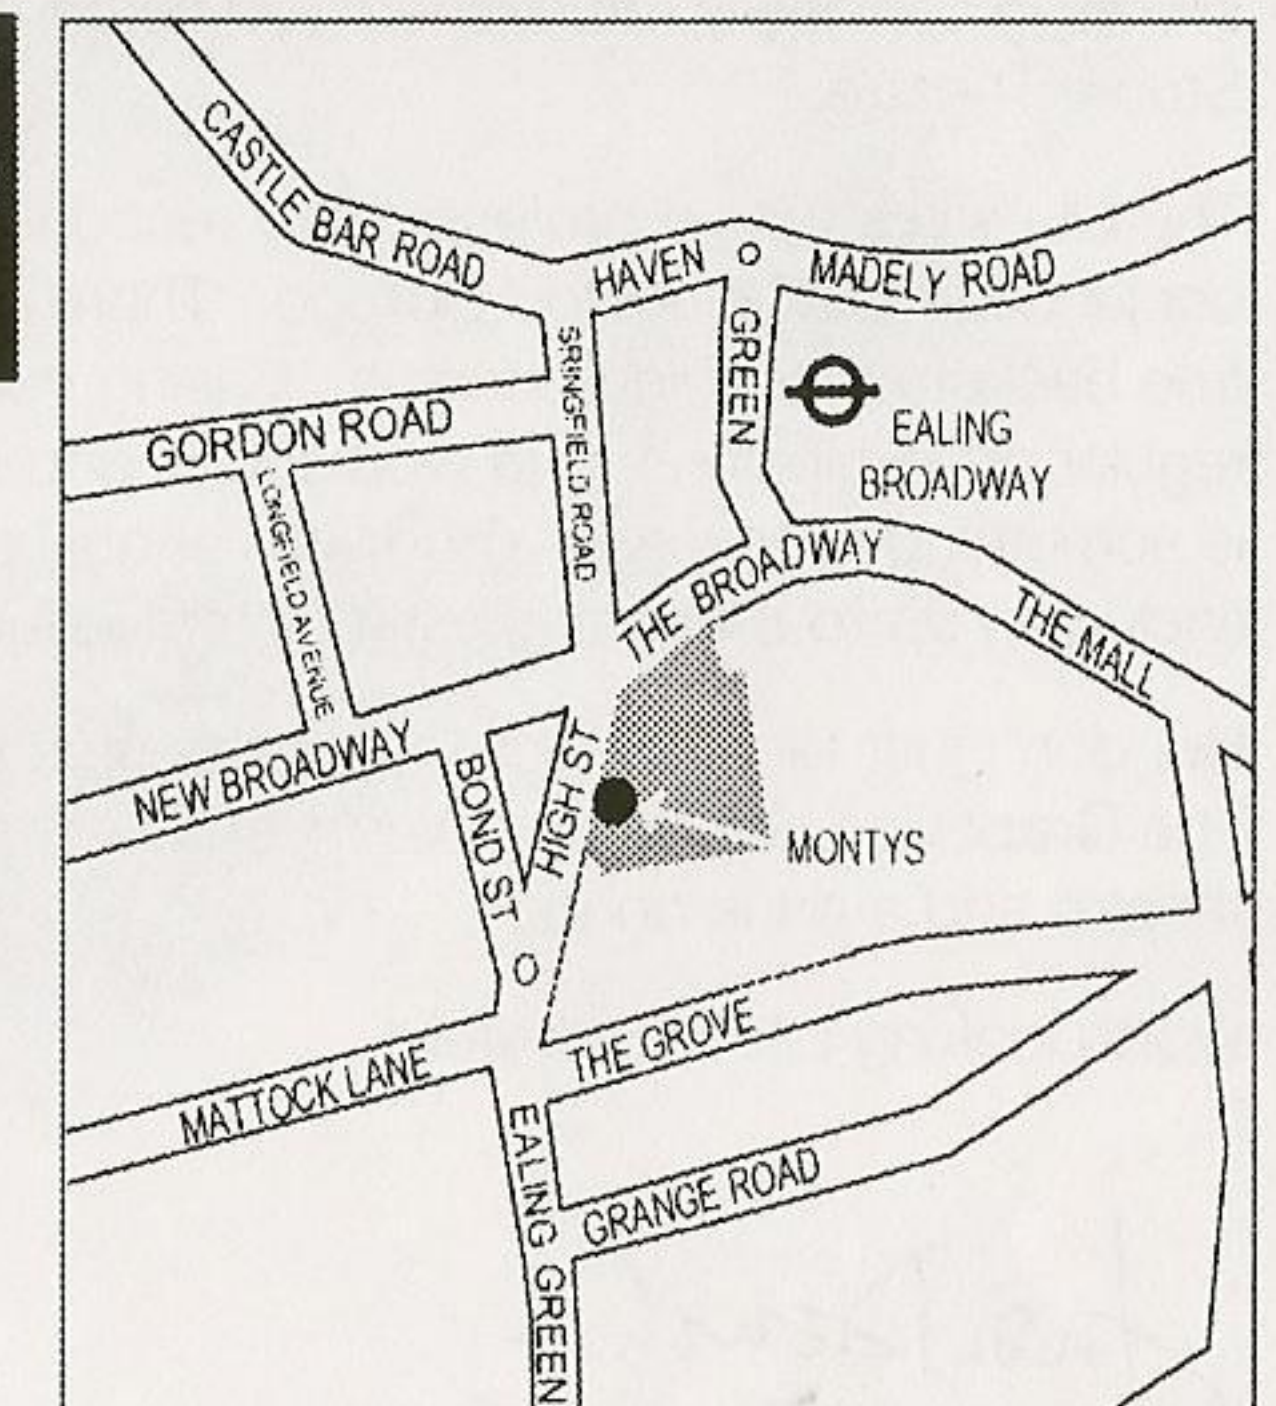 CASTLE BAR ROAD
HAVEN
MADELY ROAD
GREEN
SRINGFIELD ROAD
GORDON ROAD
EALING
BROADWAY
LONGFIELD AVENUE
THE BROADWAY
THE MALL
NEW BROADWAY
BOND ST
HIGH ST
MONTYS
THE GROVE
MATTOCK LANE
EALING GREEN
GRANGE ROAD